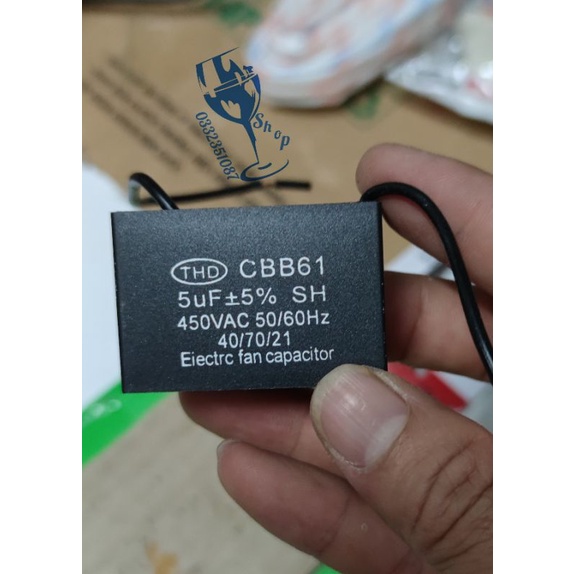 Shop
0332351087
THD CBB61
5uF±5% SH
450VAC 50/60Hz
40/70/21
Eiectrc fan capacitor